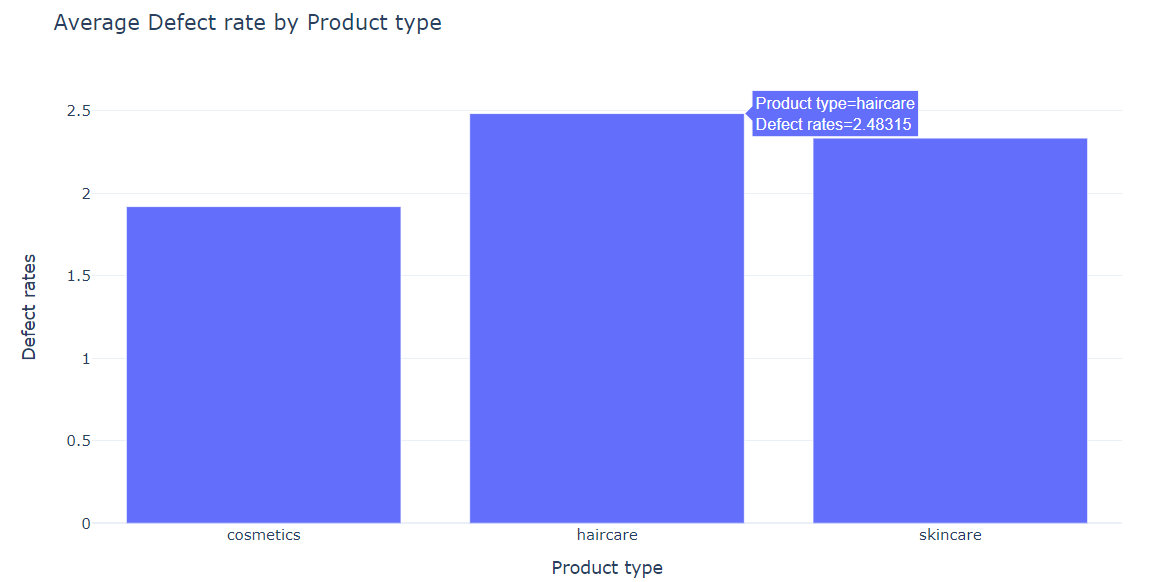 Average Defect rate by Product type
Product type=haircare
Defect rates=2.48315
2.5
2
1.5
1
0.5
0
Defect rates
cosmetics
haircare
skincare
Product type